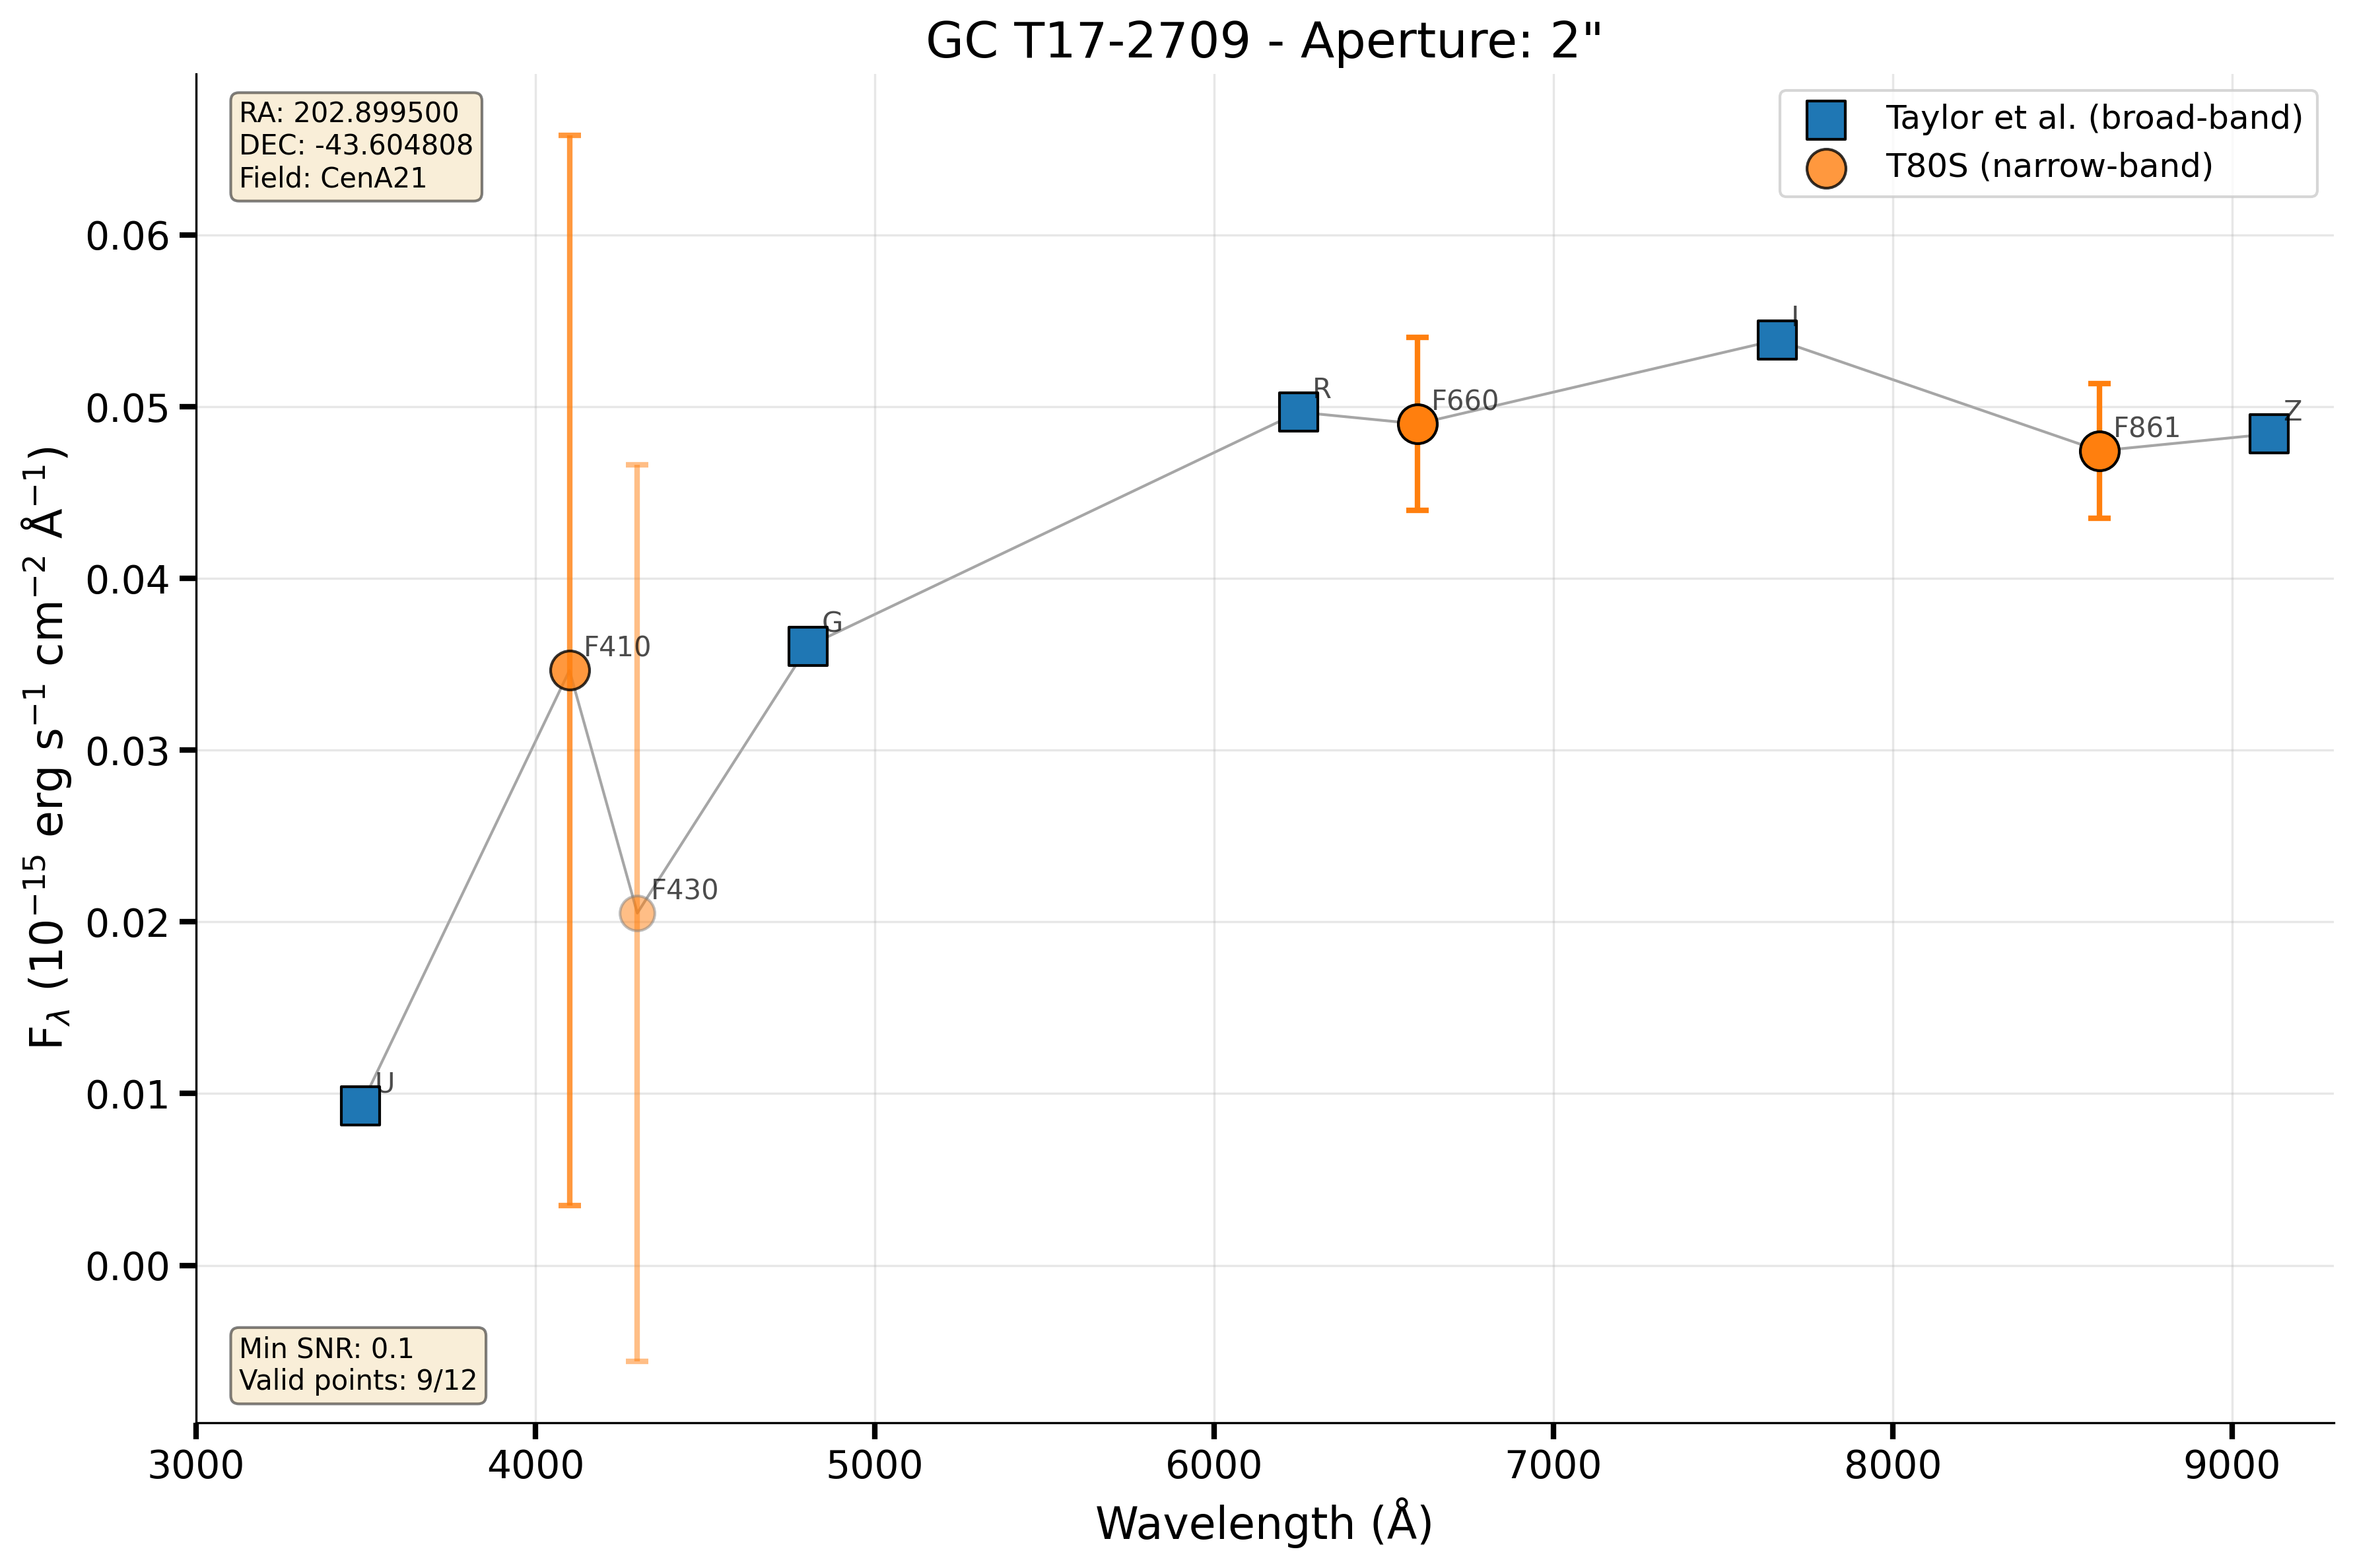 GC T17-2709 - Aperture: 2"
RA: 202.899500
DEC: -43.604808
Field: CenA21
Taylor et al. (broad-band)
T80S (narrow-band)
F$_\lambda$ (10$^{-15}$ erg s$^{-1}$ cm$^{-2}$ Å$^{-1}$)
0.06
0.05
0.04
0.03
0.02
0.01
0.00
U
F410
F430
G
R
F660
I
F861
Z
Min SNR: 0.1
Valid points: 9/12
3000 4000 5000 6000 7000 8000 9000
Wavelength (Å)